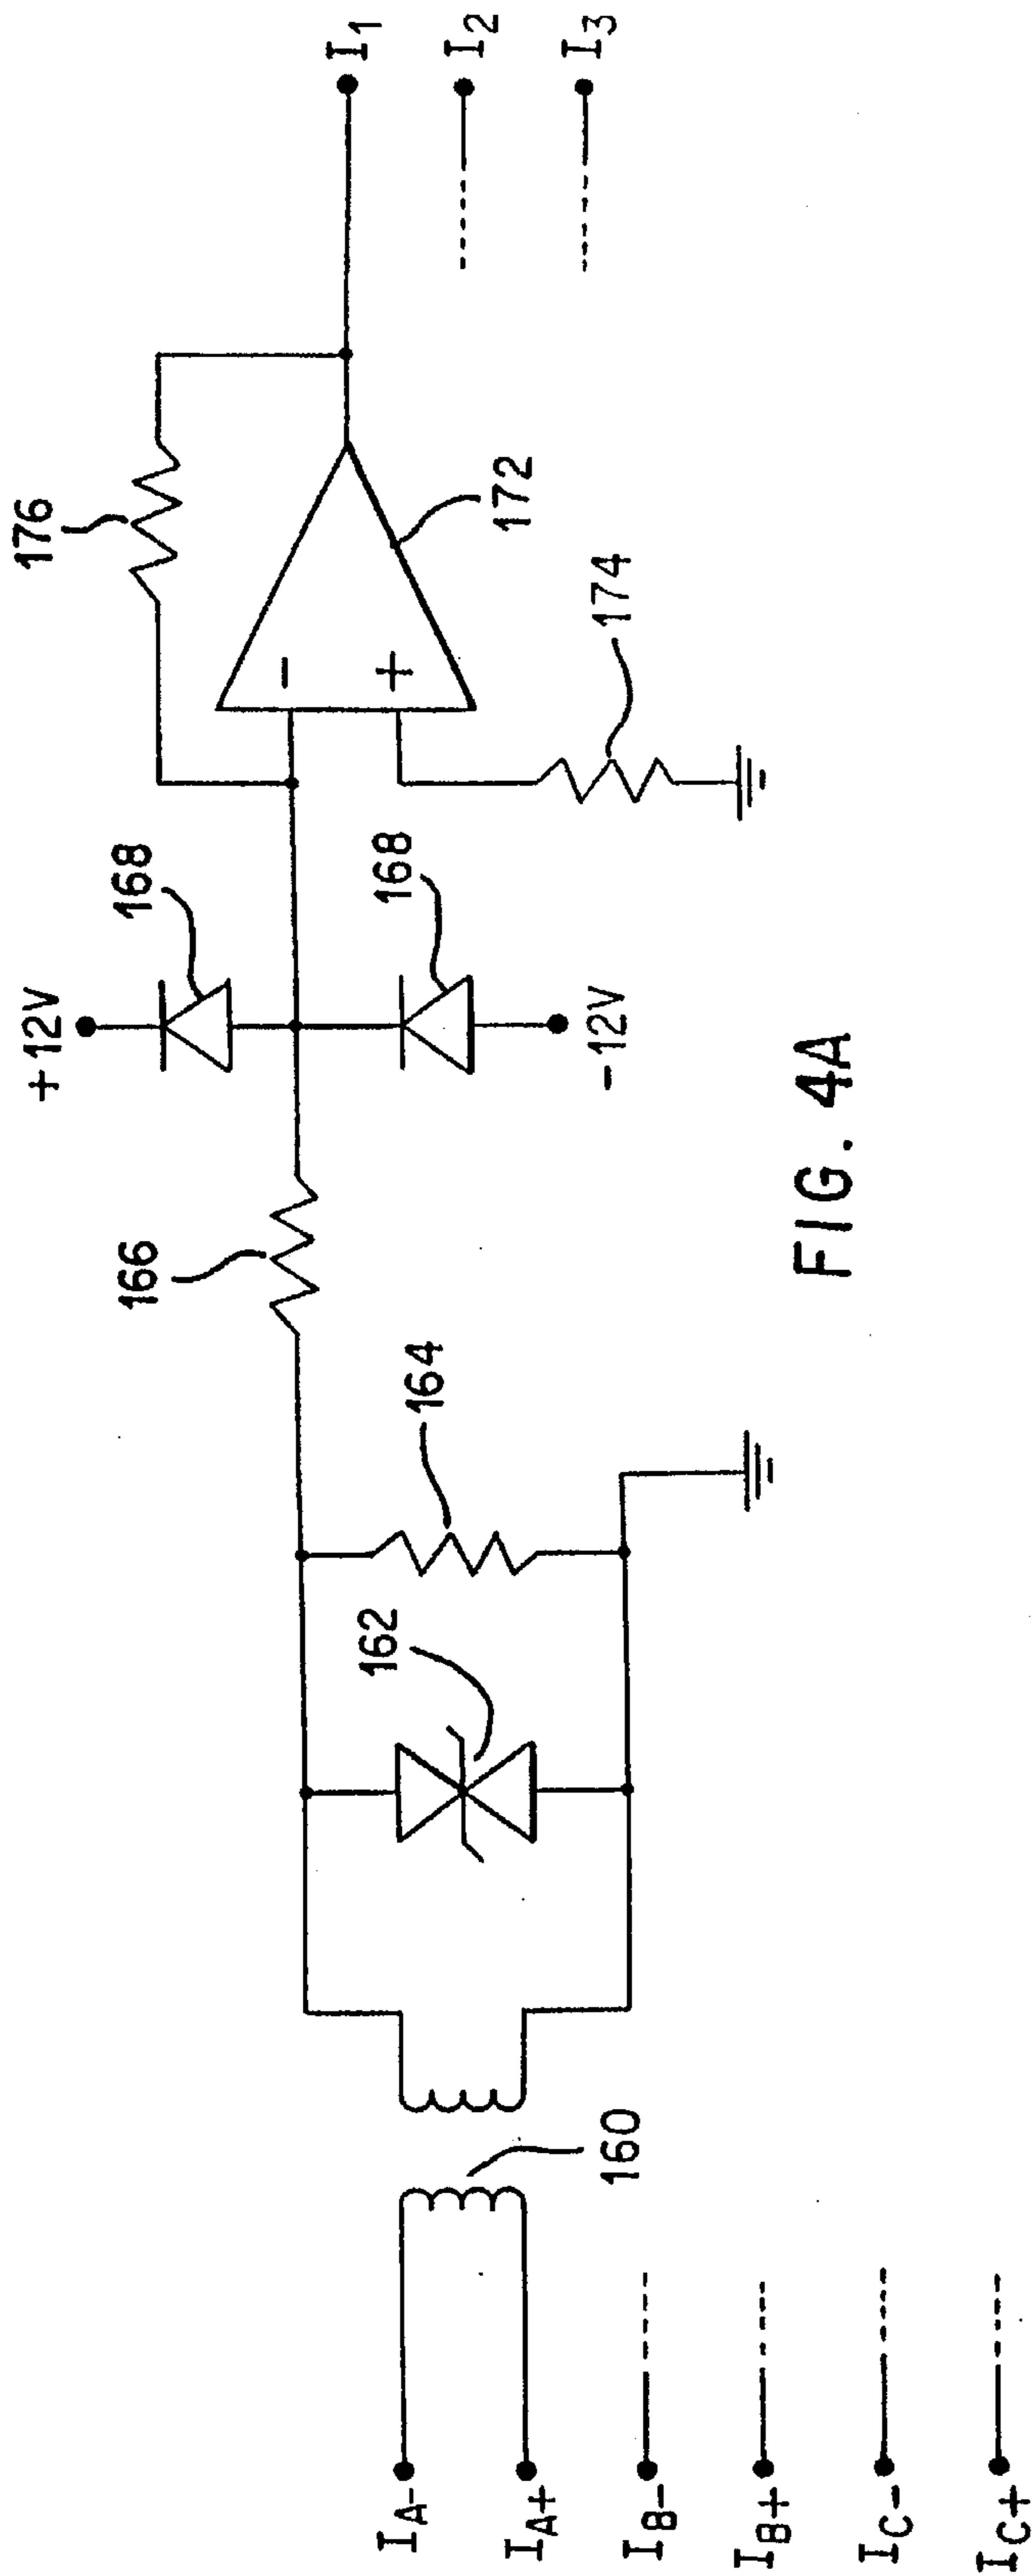 I1
I2
I3
176
172
174
+12V
168
168
-12V
166
164
162
160
IA-
IA+
IB-
IB+
IC-
IC+
-
+
FIG. 4A